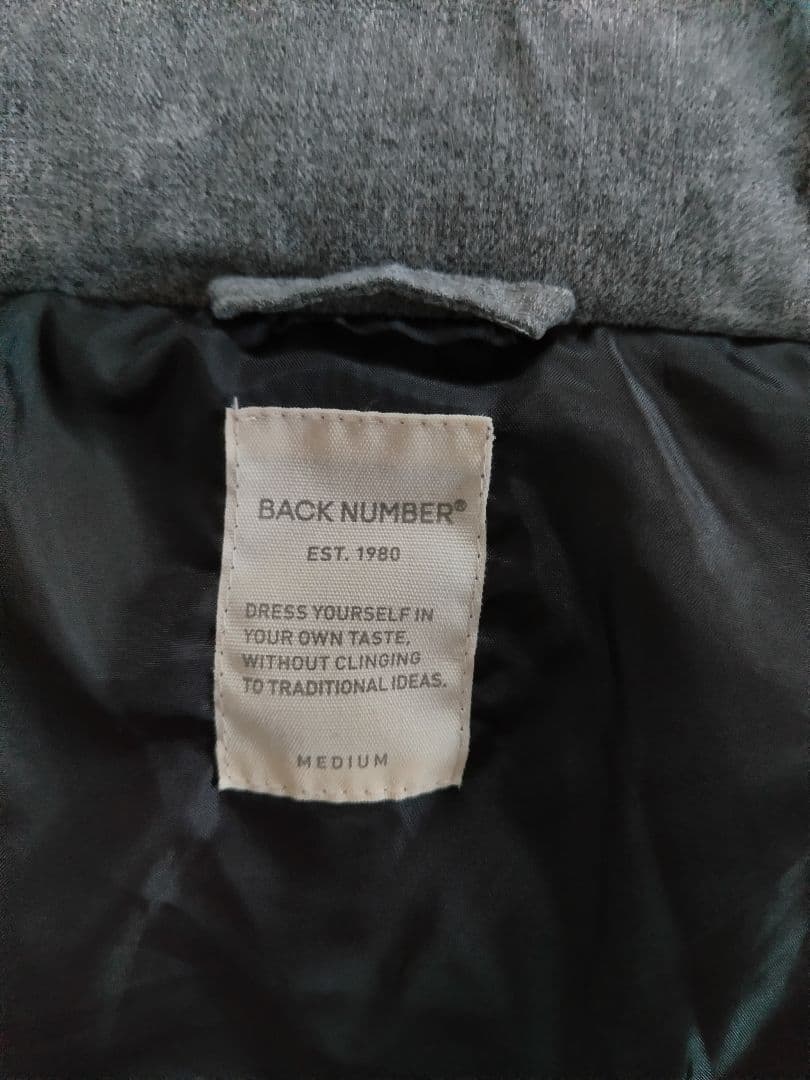 BACK NUMBER®
EST. 1980
DRESS YOURSELF IN
YOUR OWN TASTE,
WITHOUT CLINGING
TO TRADITIONAL IDEAS.
MEDIUM